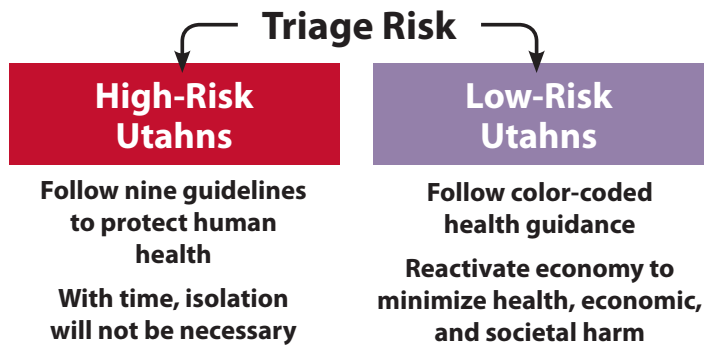 Triage Risk
High-Risk
Utahns
Follow nine guidelines
to protect human
health
With time, isolation
will not be necessary
Low-Risk
Utahns
Follow color-coded
health guidance
Reactivate economy to
minimize health, economic,
and societal harm